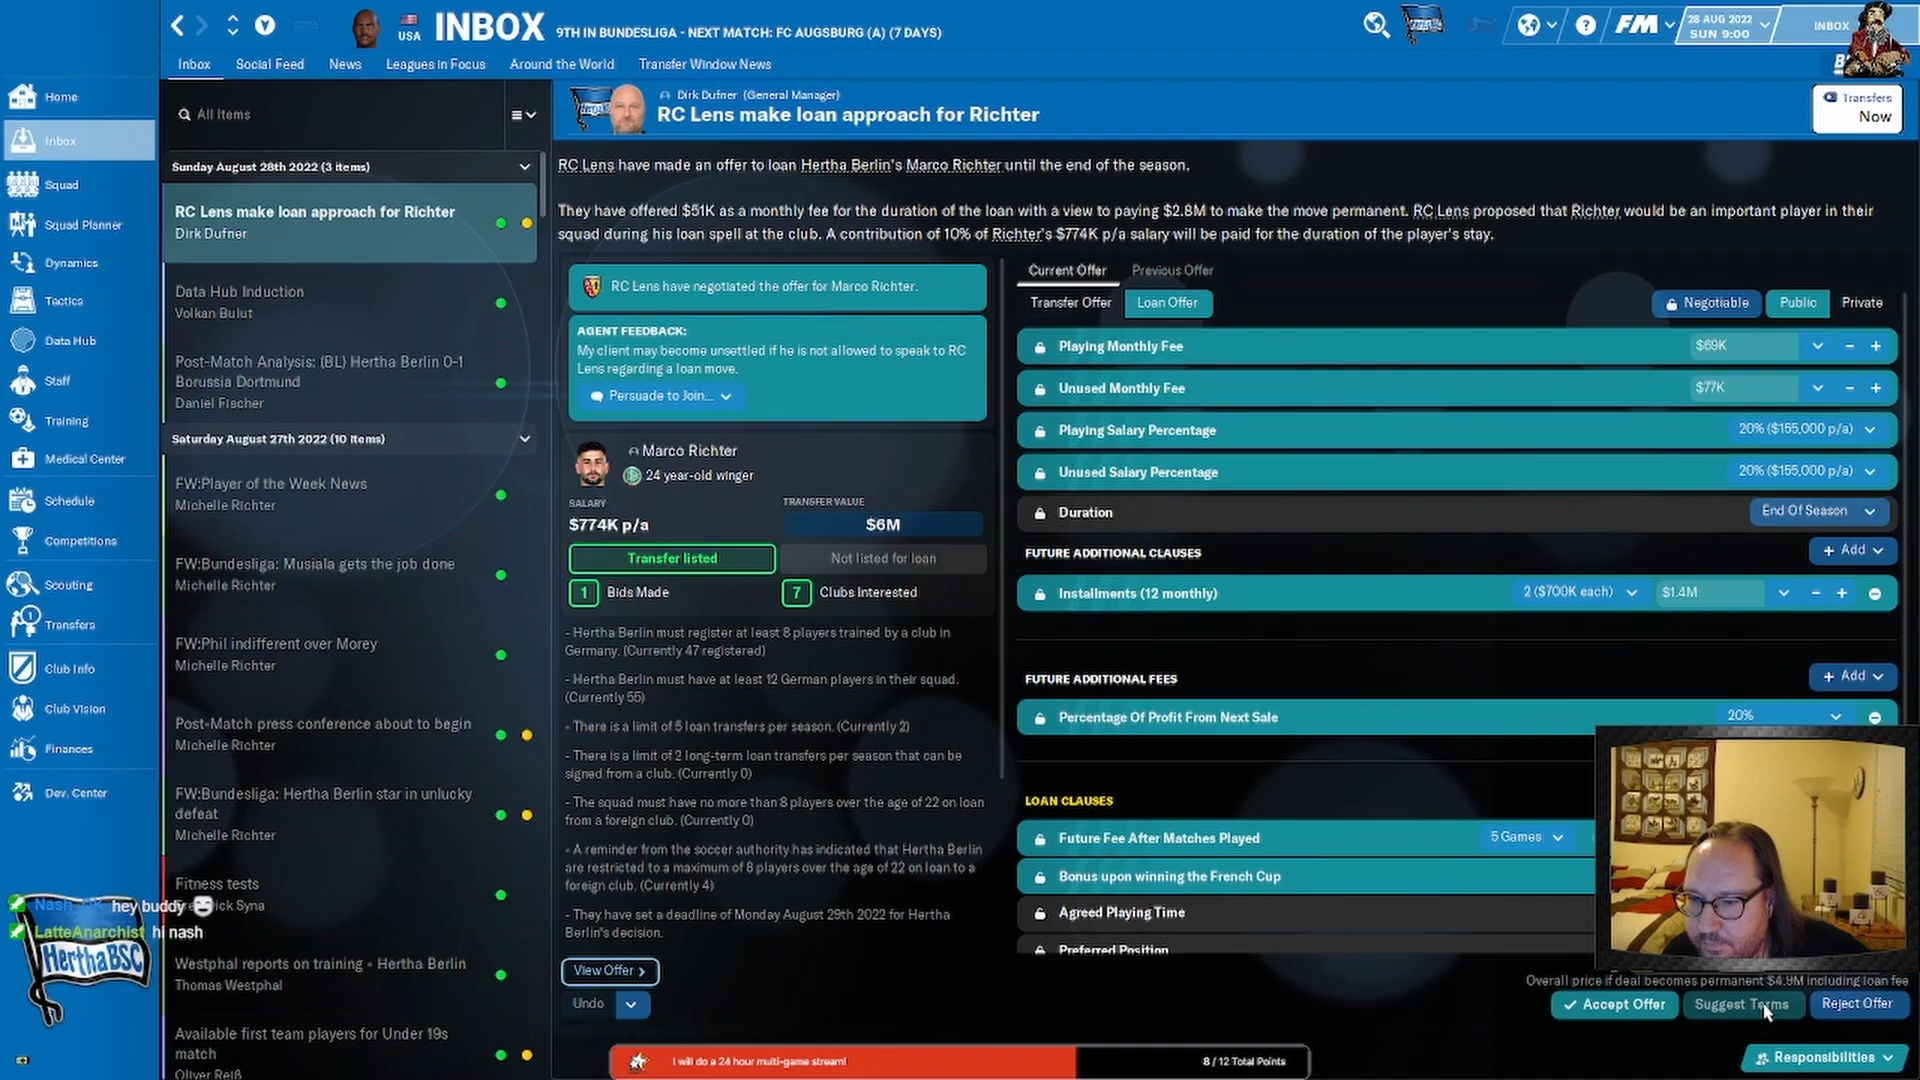 USA
INBOX
9TH IN BUNDESLIGA - NEXT MATCH: FC AUGSBURG (A) (7 DAYS)
FM
28 AUG 2022
SUN 9:00
INBOX
Inbox
Social Feed
News
Leagues in Focus
Around the World
Transfer Window News
Home
Inbox
Squad
Squad Planner
Dynamics
Tactics
Data Hub
Staff
Training
Medical Center
Schedule
Competitions
Scouting
Transfers
Club Info
Club Vision
Finances
Dev. Center
All Items
Sunday August 28th 2022 (3 items)
RC Lens make loan approach for Richter
Dirk Dufner
Data Hub Induction
Volkan Bulut
Post-Match Analysis: (BL) Hertha Berlin 0-1
Borussia Dortmund
Daniel Fischer
Saturday August 27th 2022 (10 items)
FW:Player of the Week News
Michelle Richter
FW:Bundesliga: Musiala gets the job done
Michelle Richter
FW:Phil indifferent over Morey
Michelle Richter
Post-Match press conference about to begin
Michelle Richter
FW:Bundesliga: Hertha Berlin star in unlucky
defeat
Michelle Richter
Fitness tests
Syna
hey buddy
LatteAnarchist hi nash
HerthaBSC
Westphal reports on training - Hertha Berlin
Thomas Westphal
Available first team players for Under 19s
match
Oliver Reiß
Dirk Dufner (General Manager)
RC Lens make loan approach for Richter
Transfers
Now
RC Lens have made an offer to loan Hertha Berlin's Marco Richter until the end of the season.
They have offered $51K as a monthly fee for the duration of the loan with a view to paying $2.8M to make the move permanent. RC Lens proposed that Richter would be an important player in their
squad during his loan spell at the club. A contribution of 10% of Richter's $774K p/a salary will be paid for the duration of the player's stay.
RC Lens have negotiated the offer for Marco Richter.
AGENT FEEDBACK:
My client may become unsettled if he is not allowed to speak to RC
Lens regarding a loan move.
Persuade to Join...
Marco Richter
24 year-old winger
SALARY
TRANSFER VALUE
$774K p/a
$6M
Transfer listed
Not listed for loan
1 Bids Made
7 Clubs Interested
- Hertha Berlin must register at least 8 players trained by a club in
Germany. (Currently 47 registered)
- Hertha Berlin must have at least 12 German players in their squad.
(Currently 55)
- There is a limit of 5 loan transfers per season. (Currently 2)
- There is a limit of 2 long-term loan transfers per season that can be
signed from a club. (Currently 0)
- The squad must have no more than 8 players over the age of 22 on loan
from a foreign club. (Currently 0)
- A reminder from the soccer authority has indicated that Hertha Berlin
are restricted to a maximum of 8 players over the age of 22 on loan to a
foreign club. (Currently 4)
- They have set a deadline of Monday August 29th 2022 for Hertha
Berlin's decision.
View Offer
Undo
Current Offer
Previous Offer
Transfer Offer
Loan Offer
Negotiable
Public
Private
Playing Monthly Fee
$69K
Unused Monthly Fee
$77K
Playing Salary Percentage
20% ($155,000 p/a)
Unused Salary Percentage
20% ($155,000 p/a)
Duration
End Of Season
FUTURE ADDITIONAL CLAUSES
+ Add
Installments (12 monthly)
2 ($700K each)
$1.4M
FUTURE ADDITIONAL FEES
+ Add
Percentage Of Profit From Next Sale
20%
LOAN CLAUSES
Future Fee After Matches Played
5 Games
Bonus upon winning the French Cup
Agreed Playing Time
Preferred Position
Overall price if deal becomes permanent $4.9M including loan fee
Accept Offer
Suggest Terms
Reject Offer
I will do a 24 hour multi-game stream!
8 / 12 Total Points
Responsibilities